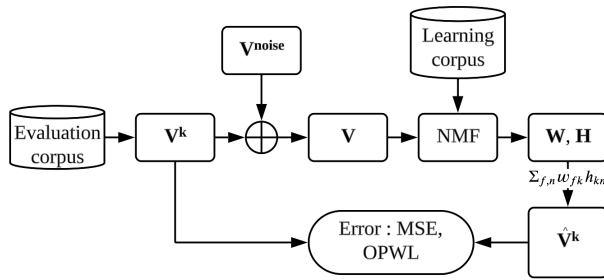 Learning
corpus
V^noise
Evaluation
corpus
V^k
V
NMF
W, H
Σ_{f,n} w_{fk} h_{kn}
Error : MSE,
OPWL
V̂^k